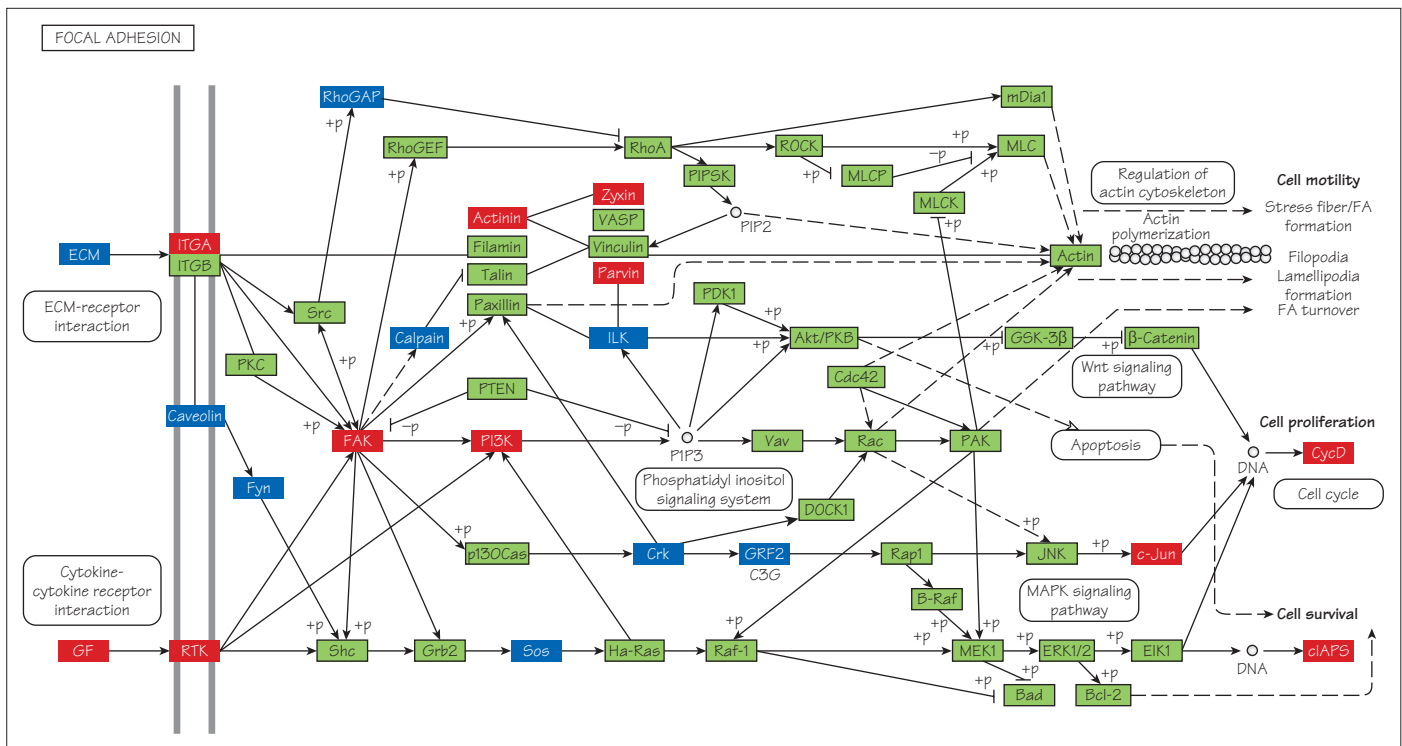 FOCAL ADHESION
RhoGAP
mDia1
+p
+p
RhoGEF
RhoA
ROCK
MLC
+p
–p
+p
PIPSK
MLCP
+p
MLCK
+p
Regulation of
actin cytoskeleton
Cell motility
Stress fiber/FA
formation
Zyxin
Actinin
VASP
PIP2
Actin
polymerization
ECM
ITGA
ITGB
Filamin
Vinculin
Actin
Filopodia
Talin
Parvin
Lamellipodia
formation
ECM-receptor
interaction
Src
Paxillin
PDK1
FA turnover
+p
+p
Calpain
ILK
+p
+p
Akt/PKB
+p
GSK-3β
+p
β-Catenin
+p
PKC
PTEN
Cdc42
Wnt signaling
pathway
Caveolin
+p
–p
–p
Cell proliferation
FAK
PI3K
P1P3
Vav
Rac
PAK
Apoptosis
DNA
CycD
Fyn
Phosphatidyl inositol
signaling system
Cell cycle
DOCK1
+p
+p
p130Cas
Crk
GRF2
C3G
Rap1
JNK
+p
c-Jun
Cytokine-
cytokine receptor
interaction
B-Raf
MAPK signaling
pathway
Cell survival
+p
+p
+p
+p
+p
+p
+p
+p
GF
RTK
Shc
Grb2
Sos
Ha-Ras
Raf-1
MEK1
ERK1/2
ElK1
DNA
cIAPS
+p
+p
+p
Bad
Bcl-2